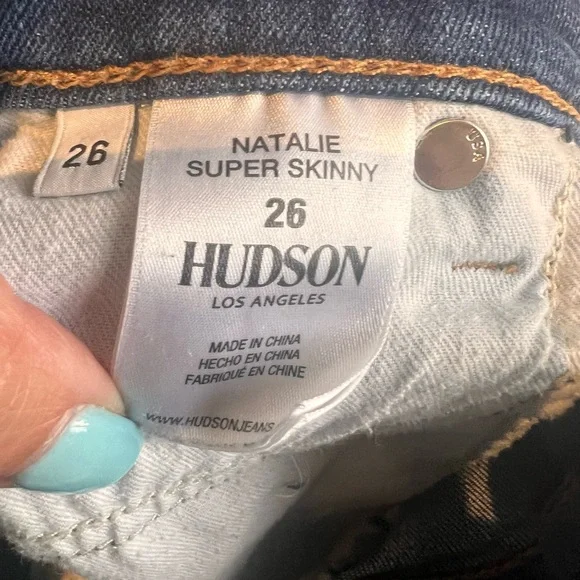 26
NATALIE
SUPER SKINNY
26
HUDSON
LOS ANGELES
MADE IN CHINA
HECHO EN CHINA
FABRIQUÉ EN CHINE
WWW.HUDSONJEANS